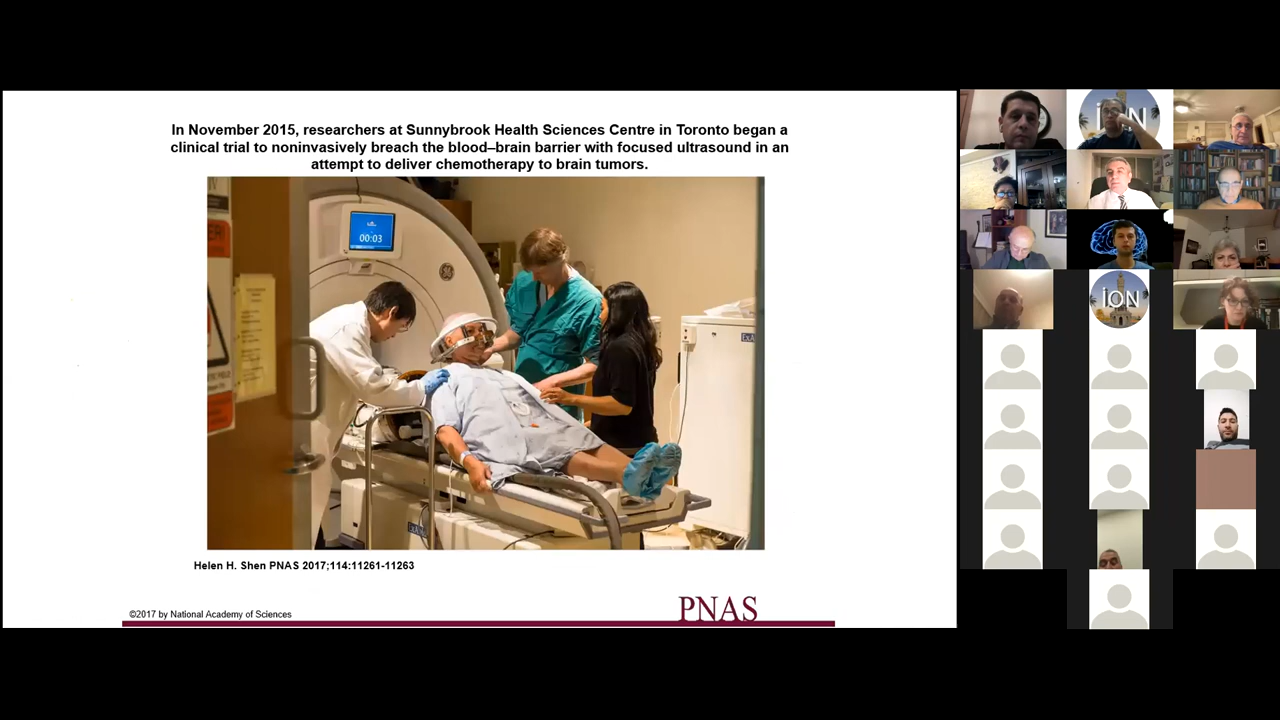 In November 2015, researchers at Sunnybrook Health Sciences Centre in Toronto began a
clinical trial to noninvasively breach the blood–brain barrier with focused ultrasound in an
attempt to deliver chemotherapy to brain tumors.
00:03
GE
Helen H. Shen PNAS 2017;114:11261-11263
©2017 by National Academy of Sciences
PNAS
iON